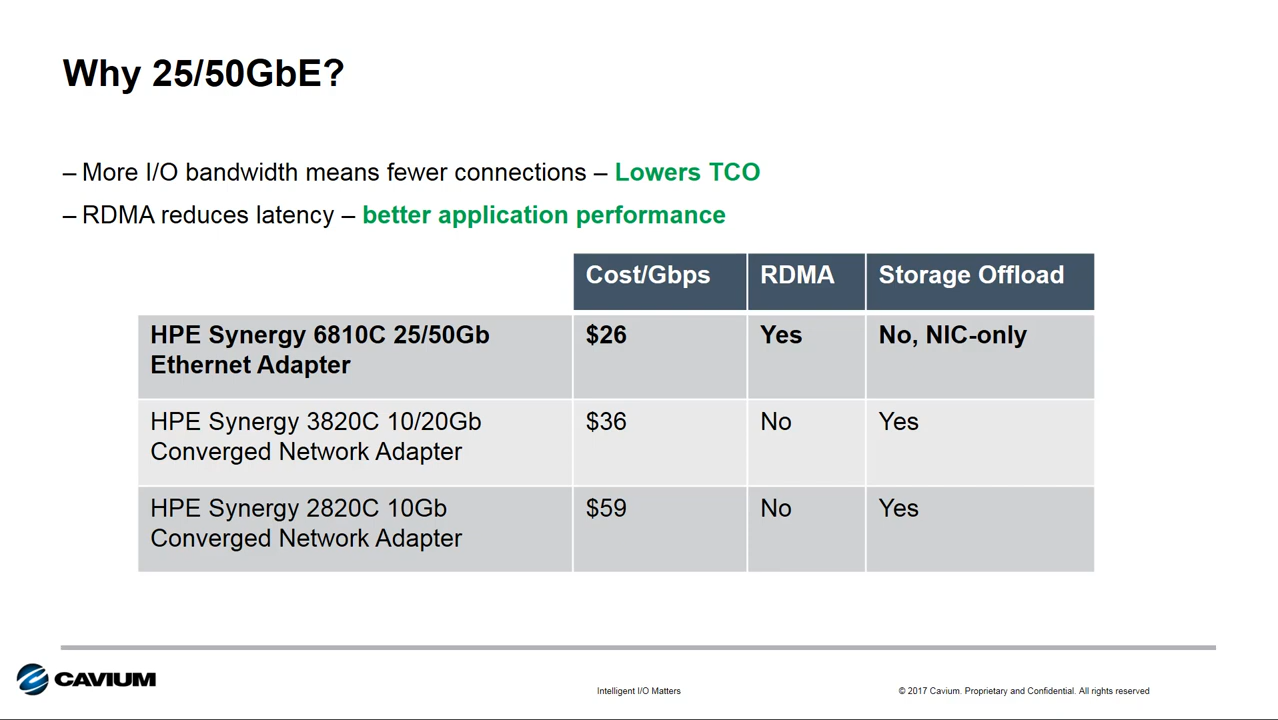 Why 25/50GbE?
– More I/O bandwidth means fewer connections – Lowers TCO
– RDMA reduces latency – better application performance
Cost/Gbps RDMA Storage Offload
HPE Synergy 6810C 25/50Gb $26 Yes No, NIC-only
Ethernet Adapter
HPE Synergy 3820C 10/20Gb $36 No Yes
Converged Network Adapter
HPE Synergy 2820C 10Gb $59 No Yes
Converged Network Adapter
CAVIUM
Intelligent I/O Matters
© 2017 Cavium. Proprietary and Confidential. All rights reserved